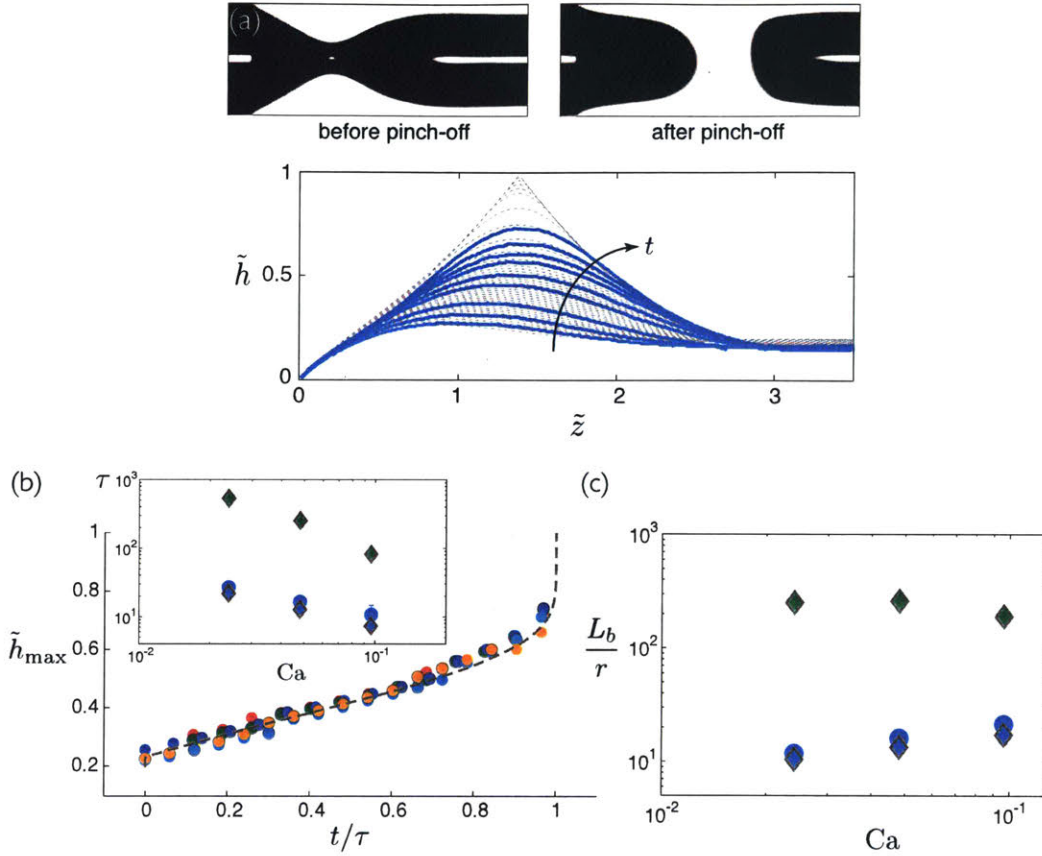 (a)
before pinch-off
after pinch-off
1
0.5
0
h̃
t
0
1
2
3
z̃
(b)
τ
10³
10²
10¹
10⁻²
10⁻¹
Ca
1
0.8
0.6
0.4
0.2
h̃max
0
0.2
0.4
0.6
0.8
1
t/τ
(c)
10³
10²
10¹
L_b
r
10⁻²
10⁻¹
Ca